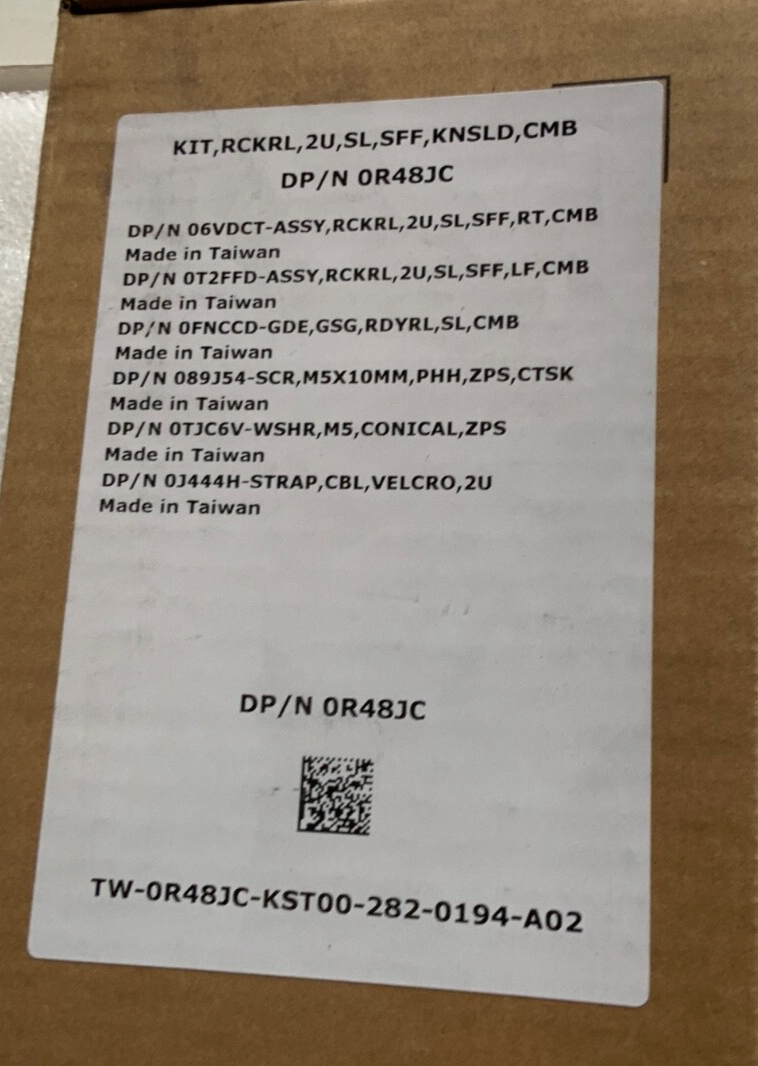 KIT,RCKRL,2U,SL,SFF,KNSLD,CMB
DP/N 0R48JC
DP/N 06VDCT-ASSY,RCKRL,2U,SL,SFF,RT,CMB
Made in Taiwan
DP/N 0T2FFD-ASSY,RCKRL,2U,SL,SFF,LF,CMB
Made in Taiwan
DP/N 0FNCCD-GDE,GSG,RDYRL,SL,CMB
Made in Taiwan
DP/N 089J54-SCR,M5X10MM,PHH,ZPS,CTSK
Made in Taiwan
DP/N 0TJC6V-WSHR,M5,CONICAL,ZPS
Made in Taiwan
DP/N 0J444H-STRAP,CBL,VELCRO,2U
Made in Taiwan
DP/N 0R48JC
TW-0R48JC-KST00-282-0194-A02